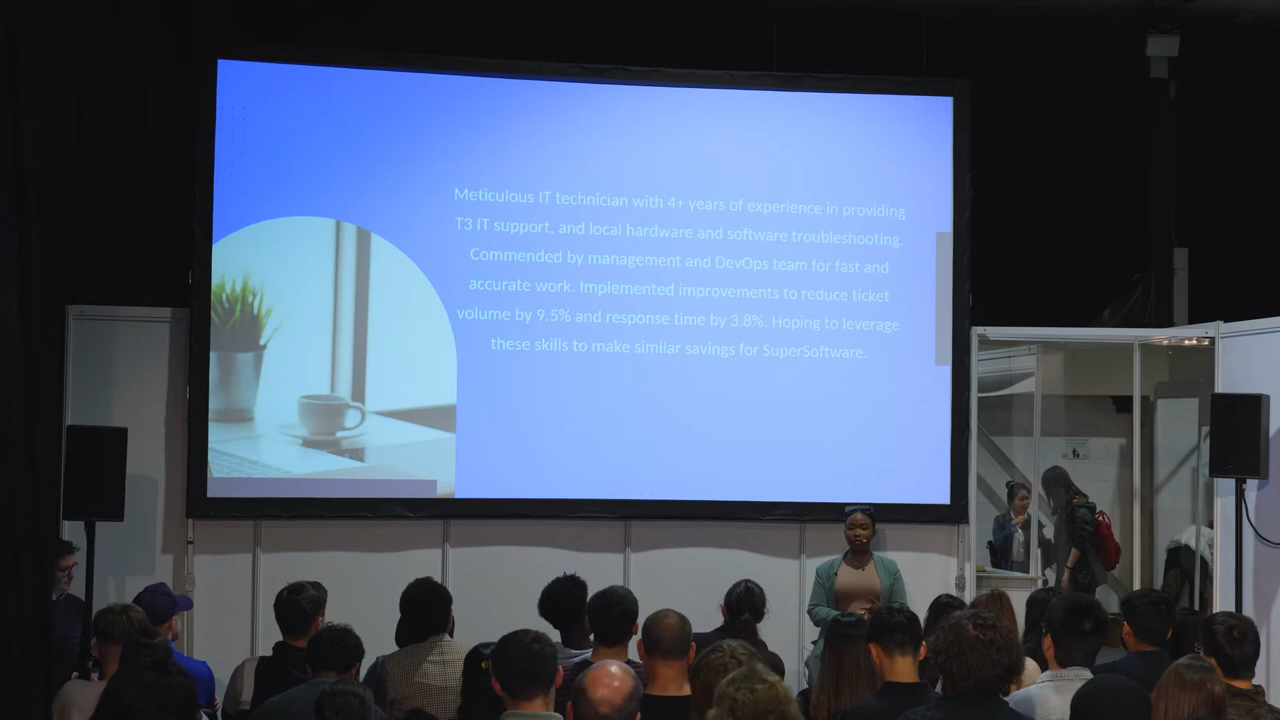 Meticulous IT technician with 4+ years of experience in providing
T3 IT support, and local hardware and software troubleshooting.
Commended by management and DevOps team for fast and
accurate work. Implemented improvements to reduce ticket
volume by 9.5% and response time by 3.8%. Hoping to leverage
these skills to make similar savings for SuperSoftware.